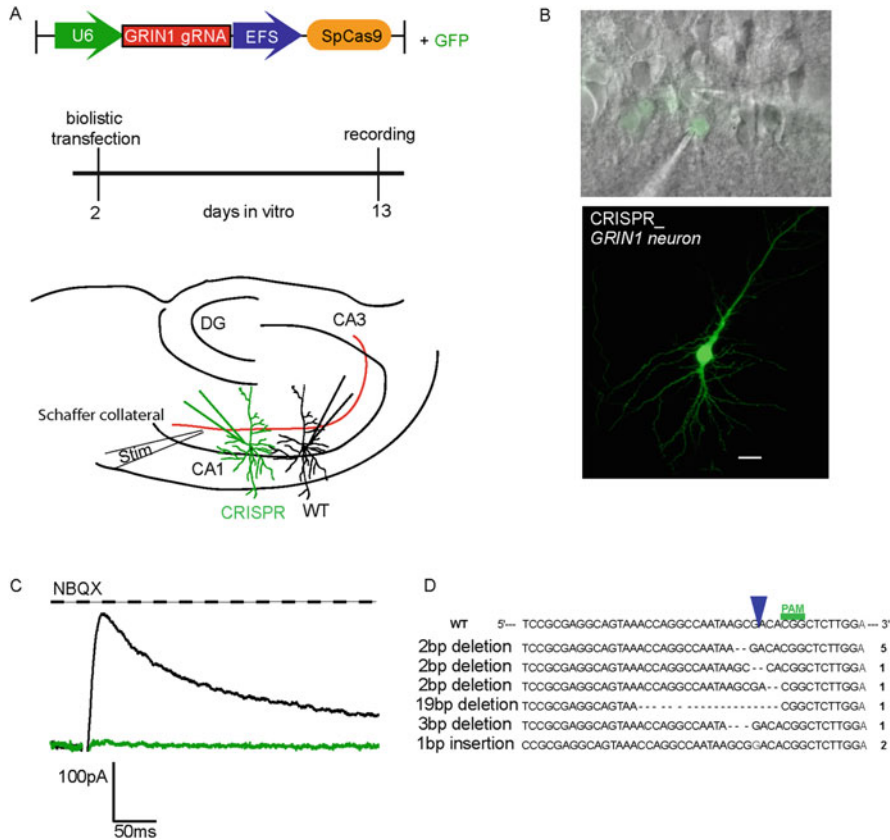 A
U6 GRIN1 gRNA EFS SpCas9 + GFP
biolistic
transfection
recording
2 days in vitro 13
DG
CA3
Schaffer collateral
Stim
CA1
CRISPR WT
B
CRISPR_
GRIN1 neuron
C
NBQX
100pA
50ms
D
PAM
WT 5'--- TCCGCGAGGCAGTAAACCAGGCCAATAAGCGACACGGCTCTTGGA --- 3'
2bp deletion TCCGCGAGGCAGTAAACCAGGCCAATAA--GACACGGCTCTTGGA 5
2bp deletion TCCGCGAGGCAGTAAACCAGGCCAATAAGC--CACGGCTCTTGGA 1
2bp deletion TCCGCGAGGCAGTAAACCAGGCCAATAAGCGA--CGGCTCTTGGA 1
19bp deletion TCCGCGAGGCAGTAA-------------------CGGCTCTTGGA 1
3bp deletion TCCGCGAGGCAGTAAACCAGGCCAATA---GACACGGCTCTTGGA 1
1bp insertion CCGCGAGGCAGTAAACCAGGCCAATAAGCGGACACGGCTCTTGGA 2